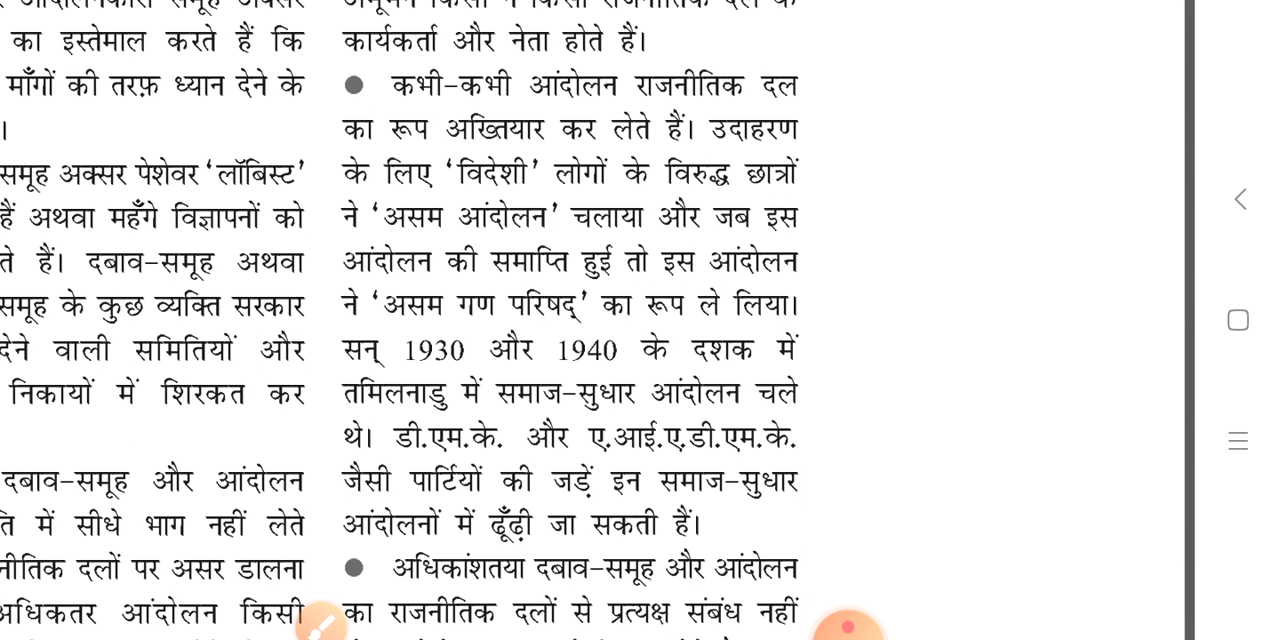 का इस्तेमाल करते हैं कि
माँगों की तरफ़ ध्यान देने के
।
समूह अक्सर पेशेवर ‘लॉबिस्ट’
हैं अथवा महँगे विज्ञापनों को
ते हैं। दबाव-समूह अथवा
समूह के कुछ व्यक्ति सरकार
देने वाली समितियों और
निकायों में शिरकत कर
दबाव-समूह और आंदोलन
ति में सीधे भाग नहीं लेते
नीतिक दलों पर असर डालना
अधिकतर आंदोलन किसी
कार्यकर्ता और नेता होते हैं।
● कभी-कभी आंदोलन राजनीतिक दल
का रूप अख्तियार कर लेते हैं। उदाहरण
के लिए ‘विदेशी’ लोगों के विरुद्ध छात्रों
ने ‘असम आंदोलन’ चलाया और जब इस
आंदोलन की समाप्ति हुई तो इस आंदोलन
ने ‘असम गण परिषद्’ का रूप ले लिया।
सन् 1930 और 1940 के दशक में
तमिलनाडु में समाज-सुधार आंदोलन चले
थे। डी.एम.के. और ए.आई.ए.डी.एम.के.
जैसी पार्टियों की जड़ें इन समाज-सुधार
आंदोलनों में ढूँढ़ी जा सकती हैं।
● अधिकांशतया दबाव-समूह और आंदोलन
का राजनीतिक दलों से प्रत्यक्ष संबंध नहीं